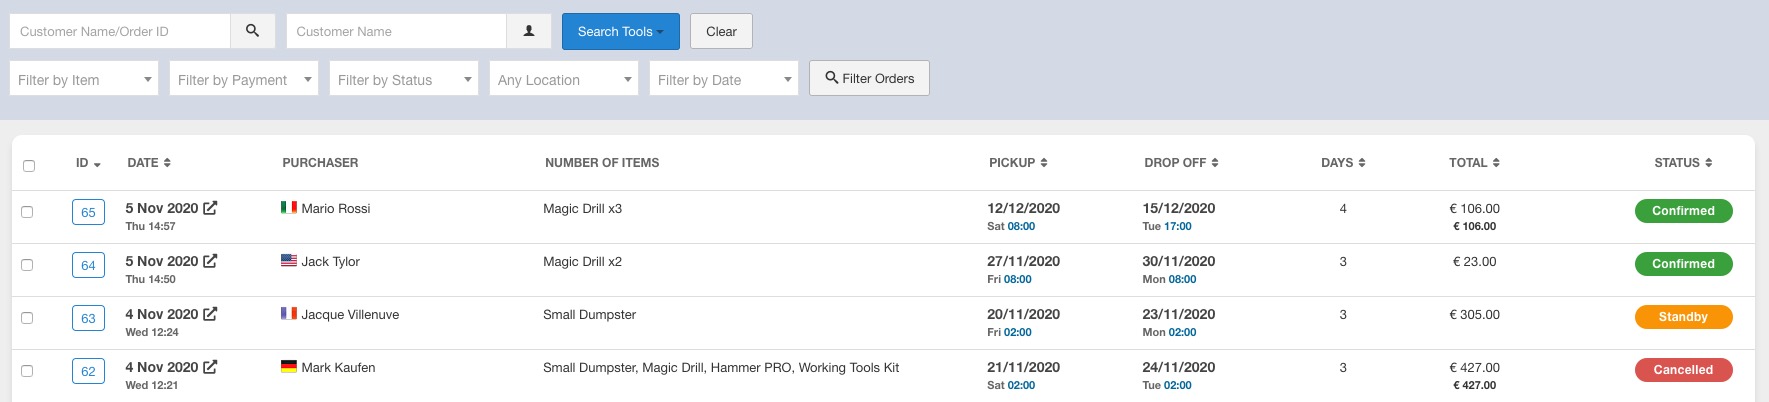 Customer Name/Order ID Customer Name Search Tools Clear
Filter by Item Filter by Payment Filter by Status Any Location Filter by Date Filter Orders
ID DATE PURCHASER NUMBER OF ITEMS PICKUP DROP OFF DAYS TOTAL STATUS
65 5 Nov 2020 Mario Rossi Magic Drill x3 12/12/2020 15/12/2020 4 € 106.00 Confirmed
Thu 14:57 Sat 08:00 Tue 17:00 € 106.00
64 5 Nov 2020 Jack Tylor Magic Drill x2 27/11/2020 30/11/2020 3 € 23.00 Confirmed
Thu 14:50 Fri 08:00 Mon 08:00
63 4 Nov 2020 Jacque Villenuve Small Dumpster 20/11/2020 23/11/2020 3 € 305.00 Standby
Wed 12:24 Fri 02:00 Mon 02:00
62 4 Nov 2020 Mark Kaufen Small Dumpster, Magic Drill, Hammer PRO, Working Tools Kit 21/11/2020 24/11/2020 3 € 427.00 Cancelled
Wed 12:21 Sat 02:00 Tue 02:00 € 427.00